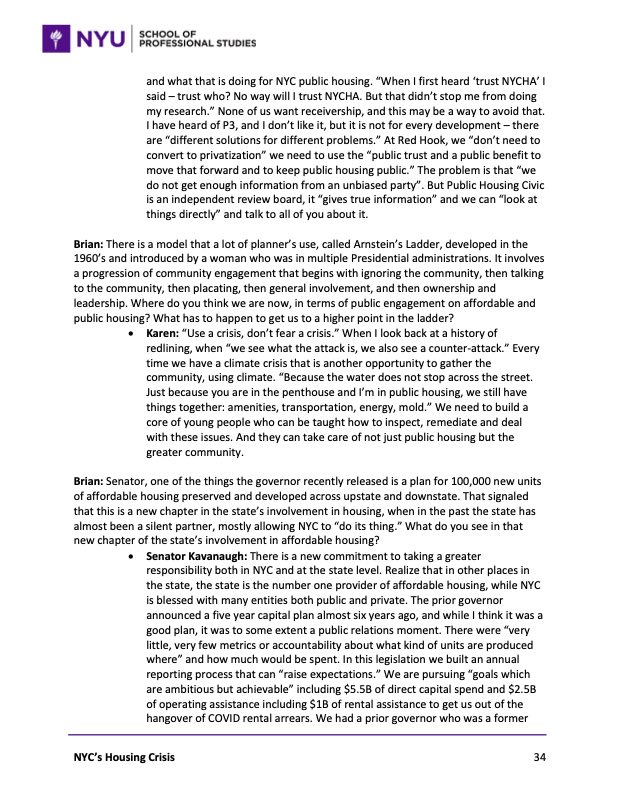 NYU SCHOOL OF
PROFESSIONAL STUDIES
and what that is doing for NYC public housing. “When I first heard ‘trust NYCHA’ I
said – trust who? No way will I trust NYCHA. But that didn’t stop me from doing
my research.” None of us want receivership, and this may be a way to avoid that.
I have heard of P3, and I don’t like it, but it is not for every development – there
are “different solutions for different problems.” At Red Hook, we “don’t need to
convert to privatization” we need to use the “public trust and a public benefit to
move that forward and to keep public housing public.” The problem is that “we
do not get enough information from an unbiased party”. But Public Housing Civic
is an independent review board, it “gives true information” and we can “look at
things directly” and talk to all of you about it.
Brian: There is a model that a lot of planner’s use, called Arnstein’s Ladder, developed in the
1960’s and introduced by a woman who was in multiple Presidential administrations. It involves
a progression of community engagement that begins with ignoring the community, then talking
to the community, then placating, then general involvement, and then ownership and
leadership. Where do you think we are now, in terms of public engagement on affordable and
public housing? What has to happen to get us to a higher point in the ladder?
• Karen: “Use a crisis, don’t fear a crisis.” When I look back at a history of
redlining, when “we see what the attack is, we also see a counter-attack.” Every
time we have a climate crisis that is another opportunity to gather the
community, using climate. “Because the water does not stop across the street.
Just because you are in the penthouse and I’m in public housing, we still have
things together: amenities, transportation, energy, mold.” We need to build a
core of young people who can be taught how to inspect, remediate and deal
with these issues. And they can take care of not just public housing but the
greater community.
Brian: Senator, one of the things the governor recently released is a plan for 100,000 new units
of affordable housing preserved and developed across upstate and downstate. That signaled
that this is a new chapter in the state’s involvement in housing, when in the past the state has
almost been a silent partner, mostly allowing NYC to “do its thing.” What do you see in that
new chapter of the state’s involvement in affordable housing?
• Senator Kavanaugh: There is a new commitment to taking a greater
responsibility both in NYC and at the state level. Realize that in other places in
the state, the state is the number one provider of affordable housing, while NYC
is blessed with many entities both public and private. The prior governor
announced a five year capital plan almost six years ago, and while I think it was a
good plan, it was to some extent a public relations moment. There were “very
little, very few metrics or accountability about what kind of units are produced
where” and how much would be spent. In this legislation we built an annual
reporting process that can “raise expectations.” We are pursuing “goals which
are ambitious but achievable” including $5.5B of direct capital spend and $2.5B
of operating assistance including $1B of rental assistance to get us out of the
hangover of COVID rental arrears. We had a prior governor who was a former
NYC’s Housing Crisis 34